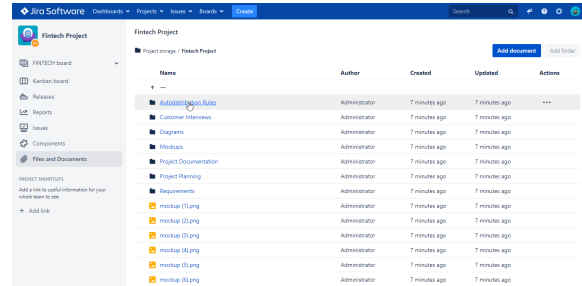 Jira Software Dashboards Projects Issues Boards Create Search
Fintech Project
FINTECH board
Kanban board
Releases
Reports
Issues
Components
Files and Documents
PROJECT SHORTCUTS
Add a link to useful information for your
whole team to see.
+ Add link
Fintech Project
Project storage / Fintech Project
Add document Add folder
Name Author Created Updated Actions
Autodistribution Rules Administrator 7 minutes ago 7 minutes ago
Customer Interviews Administrator 7 minutes ago 7 minutes ago
Diagrams Administrator 7 minutes ago 7 minutes ago
Mockups Administrator 7 minutes ago 7 minutes ago
Project Documentation Administrator 7 minutes ago 7 minutes ago
Project Planning Administrator 7 minutes ago 7 minutes ago
Requirements Administrator 7 minutes ago 7 minutes ago
mockup (1).png Administrator 7 minutes ago 7 minutes ago
mockup (2).png Administrator 7 minutes ago 7 minutes ago
mockup (3).png Administrator 7 minutes ago 7 minutes ago
mockup (4).png Administrator 7 minutes ago 7 minutes ago
mockup (5).png Administrator 7 minutes ago 7 minutes ago
mockup (6).png Administrator 7 minutes ago 7 minutes ago